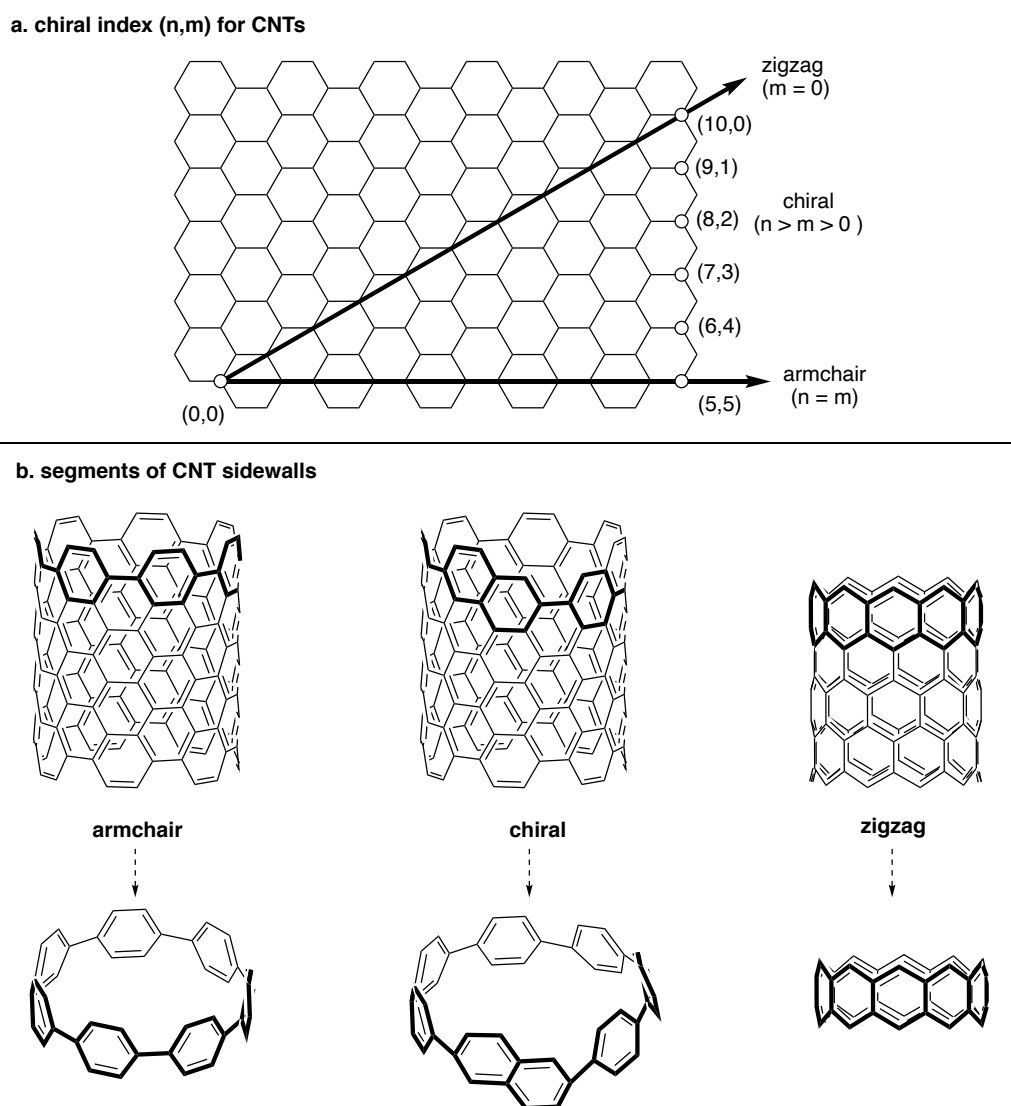 a. chiral index (n,m) for CNTs
zigzag
(m = 0)
(10,0)
(9,1)
chiral
(8,2)
(n > m > 0 )
(7,3)
(6,4)
armchair
(n = m)
(0,0)
(5,5)
b. segments of CNT sidewalls
armchair
chiral
zigzag